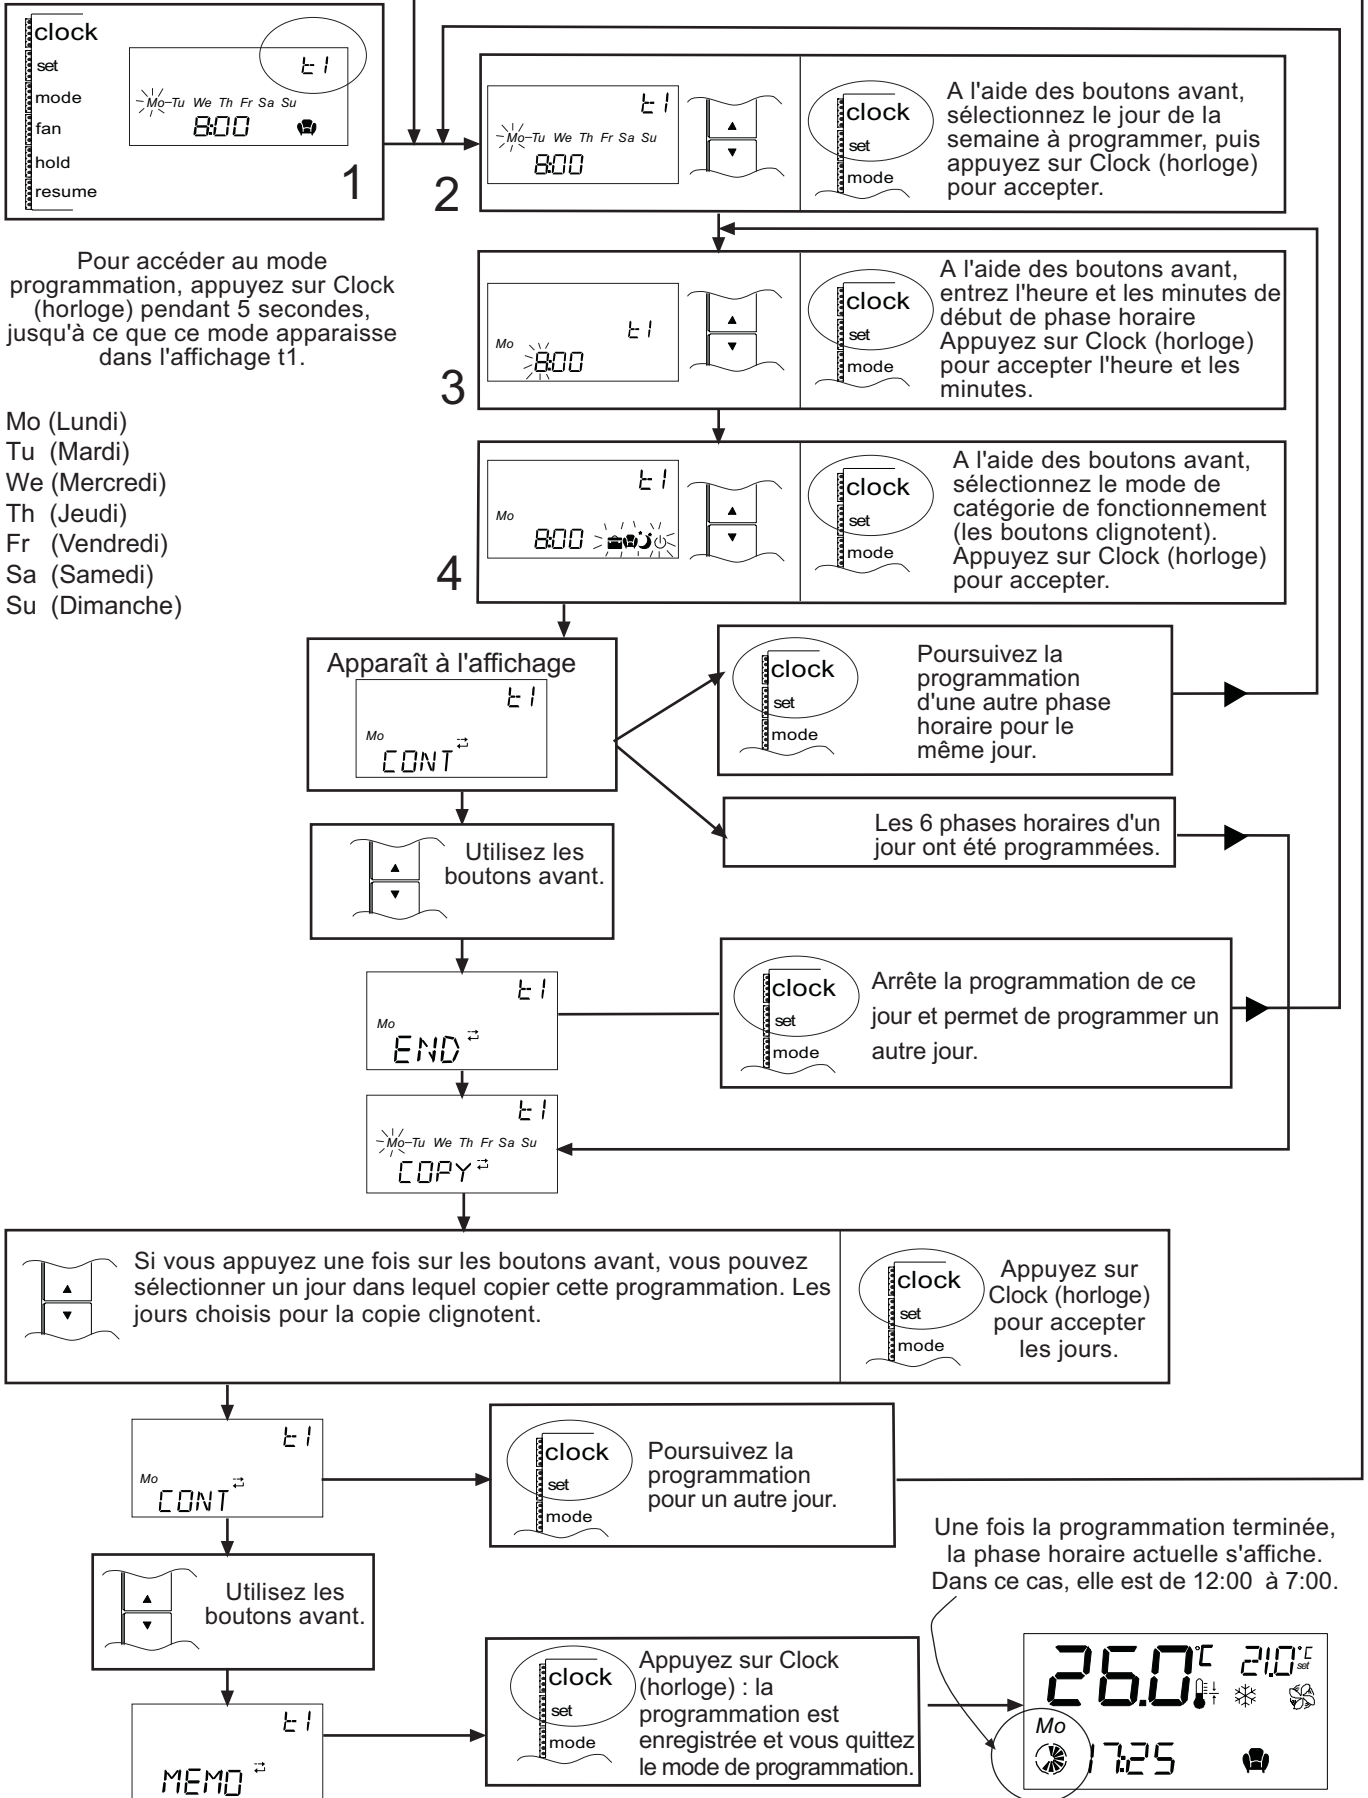 clock
set
mode
fan
hold
resume
t1
Mo Tu We Th Fr Sa Su
8:00
1
Pour accéder au mode
programmation, appuyez sur Clock
(horloge) pendant 5 secondes,
jusqu'à ce que ce mode apparaisse
dans l'affichage t1.
Mo (Lundi)
Tu (Mardi)
We (Mercredi)
Th (Jeudi)
Fr (Vendredi)
Sa (Samedi)
Su (Dimanche)
2
t1
Mo Tu We Th Fr Sa Su
8:00
clock
set
mode
A l'aide des boutons avant,
sélectionnez le jour de la
semaine à programmer, puis
appuyez sur Clock (horloge)
pour accepter.
3
t1
Mo
8:00
clock
set
mode
A l'aide des boutons avant,
entrez l'heure et les minutes de
début de phase horaire
Appuyez sur Clock (horloge)
pour accepter l'heure et les
minutes.
4
t1
Mo
8:00
clock
set
mode
A l'aide des boutons avant,
sélectionnez le mode de
catégorie de fonctionnement
(les boutons clignotent).
Appuyez sur Clock (horloge)
pour accepter.
Apparaît à l'affichage
t1
Mo
CONT
clock
set
mode
Poursuivez la
programmation
d'une autre phase
horaire pour le
même jour.
Les 6 phases horaires d'un
jour ont été programmées.
Utilisez les
boutons avant.
t1
Mo
END
clock
set
mode
Arrête la programmation de ce
jour et permet de programmer un
autre jour.
t1
Mo Tu We Th Fr Sa Su
COPY
Si vous appuyez une fois sur les boutons avant, vous pouvez
sélectionner un jour dans lequel copier cette programmation. Les
jours choisis pour la copie clignotent.
clock
set
mode
Appuyez sur
Clock (horloge)
pour accepter
les jours.
t1
Mo
CONT
clock
set
mode
Poursuivez la
programmation
pour un autre jour.
Utilisez les
boutons avant.
t1
MEMO
clock
set
mode
Appuyez sur Clock
(horloge) : la
programmation est
enregistrée et vous quittez
le mode de programmation.
Une fois la programmation terminée,
la phase horaire actuelle s'affiche.
Dans ce cas, elle est de 12:00 à 7:00.
26.0°C
21.0°C
set
Mo
17:25